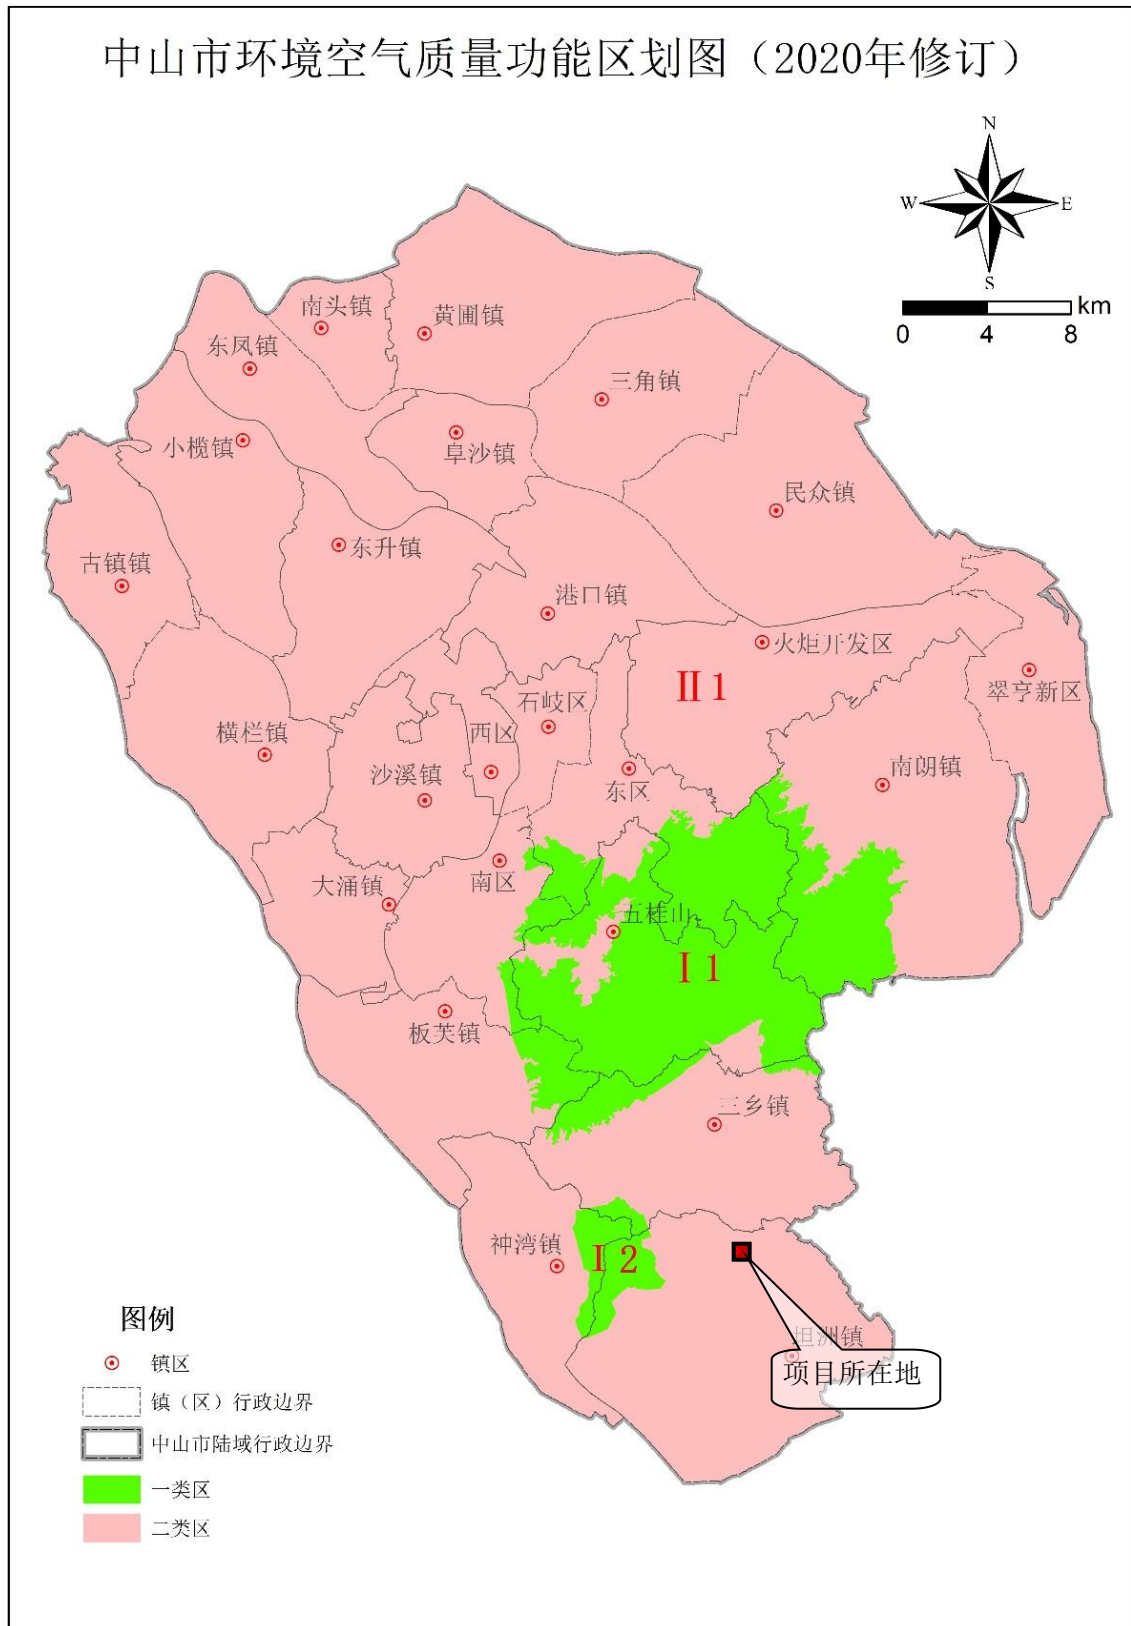 中山市环境空气质量功能区划图（2020年修订）
N
W
E
S
km
0
4
8
南头镇
黄圃镇
东凤镇
三角镇
小榄镇
阜沙镇
民众镇
古镇镇
东升镇
港口镇
火炬开发区
翠亨新区
Ⅱ1
石岐区
西区
横栏镇
沙溪镇
东区
南朗镇
南区
大涌镇
五桂山
Ⅰ1
板芙镇
三乡镇
神湾镇
Ⅰ2
坦洲镇
项目所在地
图例
镇区
镇（区）行政边界
中山市陆域行政边界
一类区
二类区